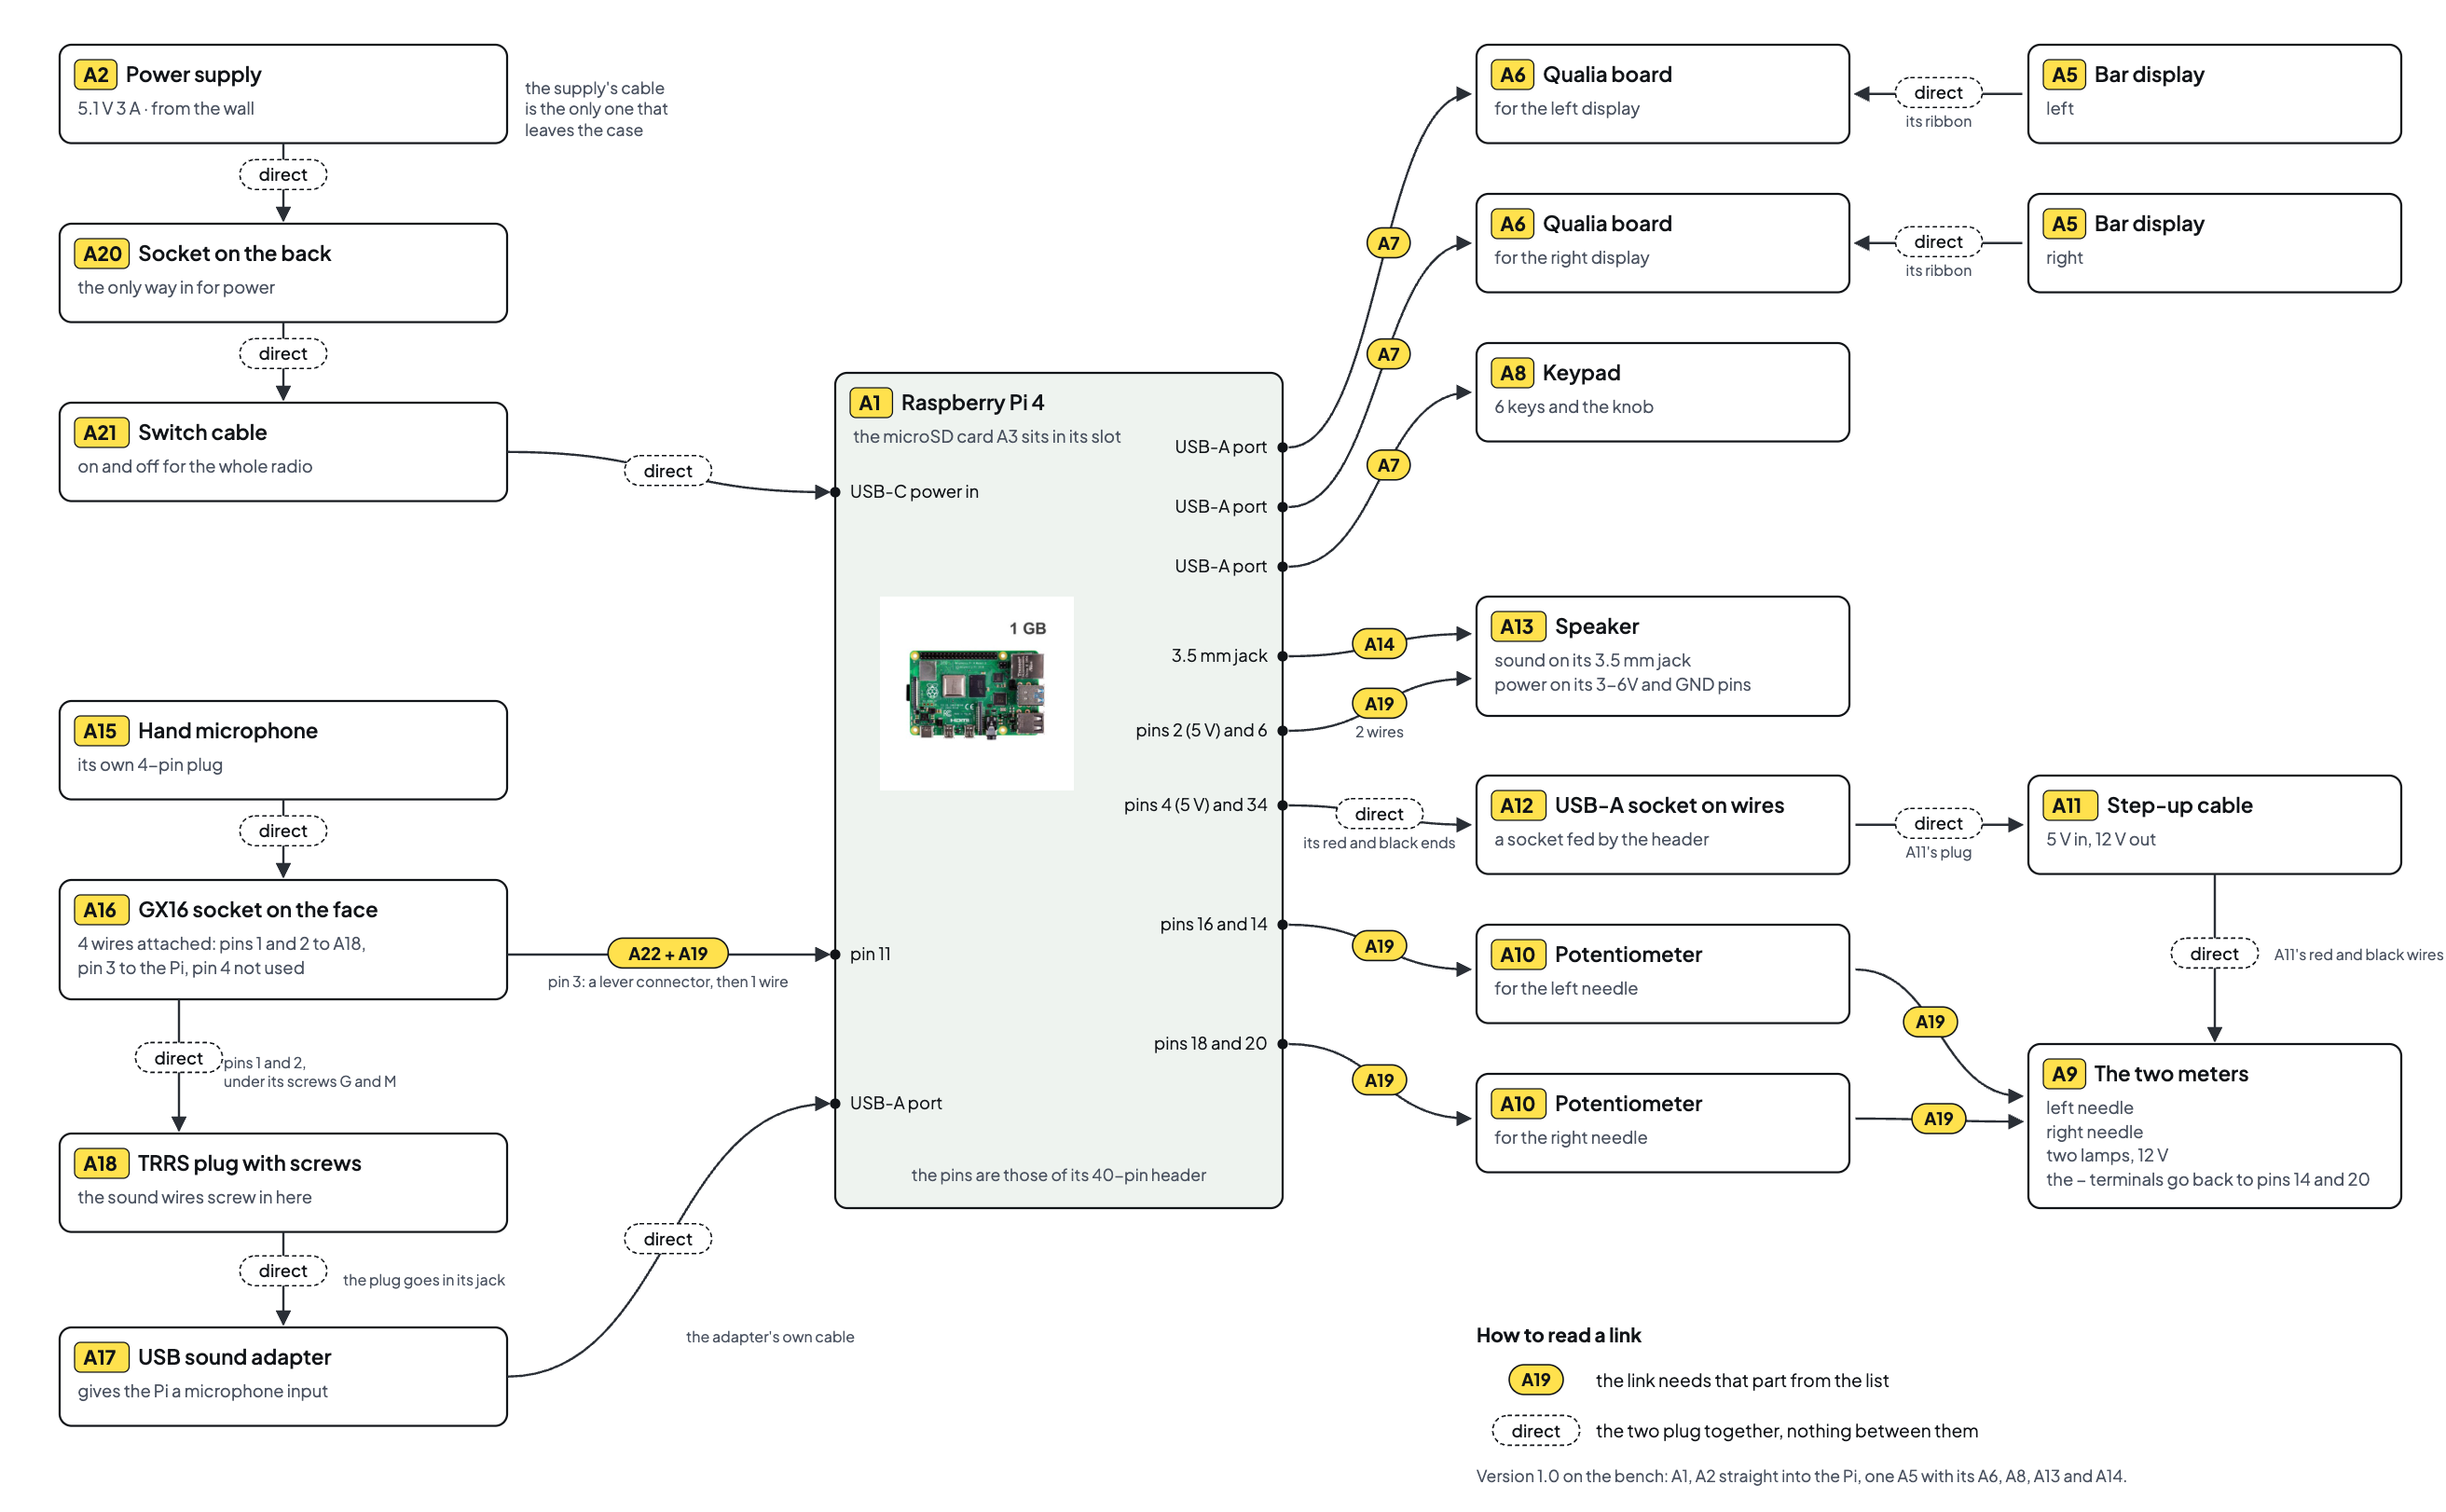 A2 Power supply
5.1 V 3 A · from the wall
the supply's cable
is the only one that
leaves the case
direct
A20 Socket on the back
the only way in for power
direct
A21 Switch cable
on and off for the whole radio
direct
A15 Hand microphone
its own 4-pin plug
direct
A16 GX16 socket on the face
4 wires attached: pins 1 and 2 to A18,
pin 3 to the Pi, pin 4 not used
A22 + A19
pin 3: a lever connector, then 1 wire
direct
pins 1 and 2,
under its screws G and M
A18 TRRS plug with screws
the sound wires screw in here
direct
the plug goes in its jack
A17 USB sound adapter
gives the Pi a microphone input
direct
the adapter's own cable
A1 Raspberry Pi 4
the microSD card A3 sits in its slot
USB-C power in
pin 11
USB-A port
USB-A port
USB-A port
USB-A port
3.5 mm jack
pins 2 (5 V) and 6
pins 4 (5 V) and 34
pins 16 and 14
pins 18 and 20
1 GB
HDMI
the pins are those of its 40-pin header
A7
A7
A7
A14
A19
2 wires
direct
its red and black ends
A19
A19
A6 Qualia board
for the left display
direct
its ribbon
A5 Bar display
left
A6 Qualia board
for the right display
direct
its ribbon
A5 Bar display
right
A8 Keypad
6 keys and the knob
A13 Speaker
sound on its 3.5 mm jack
power on its 3–6V and GND pins
A12 USB-A socket on wires
a socket fed by the header
direct
A11's plug
A11 Step-up cable
5 V in, 12 V out
direct
A11's red and black wires
A10 Potentiometer
for the left needle
A19
A10 Potentiometer
for the right needle
A19
A9 The two meters
left needle
right needle
two lamps, 12 V
the – terminals go back to pins 14 and 20
How to read a link
A19 the link needs that part from the list
direct the two plug together, nothing between them
Version 1.0 on the bench: A1, A2 straight into the Pi, one A5 with its A6, A8, A13 and A14.